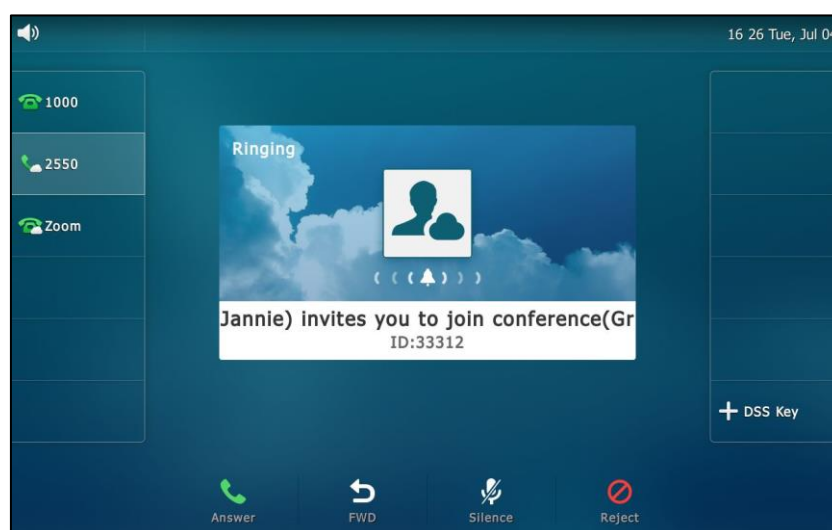 16 26 Tue, Jul 04
1000
2550
Zoom
Ringing
Jannie) invites you to join conference(Gr
ID:33312
DSS Key
Answer
FWD
Silence
Reject